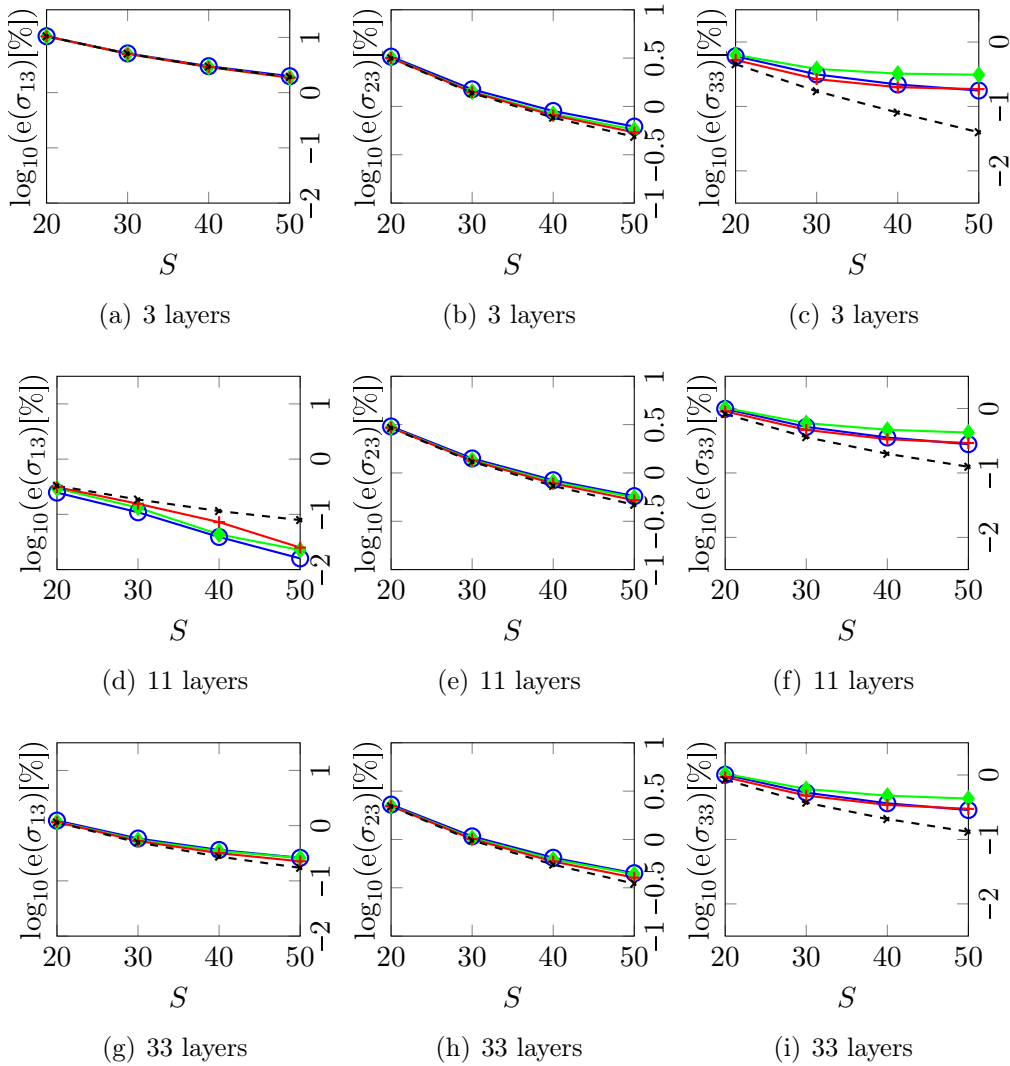 log10(e(σ13)[%])
1
0
−1
−2
20 30 40 50
S
(a) 3 layers
log10(e(σ23)[%])
1
0.5
0
−0.5
−1
20 30 40 50
S
(b) 3 layers
log10(e(σ33)[%])
0
−1
−2
20 30 40 50
S
(c) 3 layers
log10(e(σ13)[%])
1
0
−1
−2
20 30 40 50
S
(d) 11 layers
log10(e(σ23)[%])
1
0.5
0
−0.5
−1
20 30 40 50
S
(e) 11 layers
log10(e(σ33)[%])
0
−1
−2
20 30 40 50
S
(f) 11 layers
log10(e(σ13)[%])
1
0
−1
−2
20 30 40 50
S
(g) 33 layers
log10(e(σ23)[%])
1
0.5
0
−0.5
−1
20 30 40 50
S
(h) 33 layers
log10(e(σ33)[%])
0
−1
−2
20 30 40 50
S
(i) 33 layers